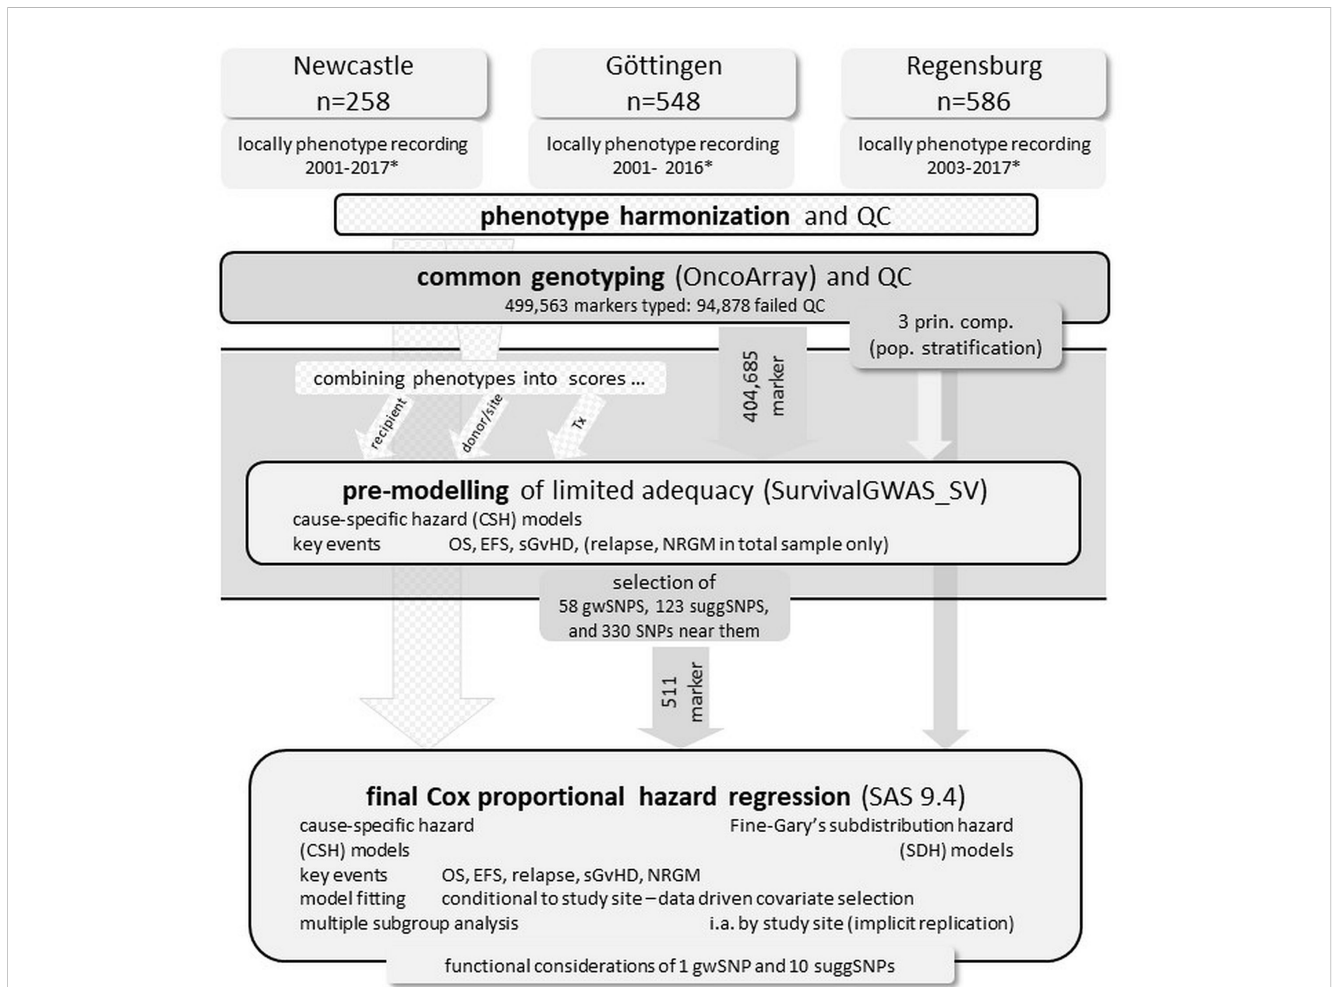 Newcastle
n=258
Göttingen
n=548
Regensburg
n=586
locally phenotype recording
2001-2017*
locally phenotype recording
2001- 2016*
locally phenotype recording
2003-2017*
phenotype harmonization and QC
common genotyping (OncoArray) and QC
499,563 markers typed: 94,878 failed QC
3 prin. comp.
(pop. stratification)
combining phenotypes into scores ...
recipient
donor/site
Tx
404,685
marker
pre-modelling of limited adequacy (SurvivalGWAS_SV)
cause-specific hazard (CSH) models
key events OS, EFS, sGvHD, (relapse, NRGM in total sample only)
selection of
58 gwSNPS, 123 suggSNPS,
and 330 SNPs near them
511
marker
final Cox proportional hazard regression (SAS 9.4)
cause-specific hazard
(CSH) models
Fine-Gary's subdistribution hazard
(SDH) models
key events OS, EFS, relapse, sGvHD, NRGM
model fitting conditional to study site – data driven covariate selection
multiple subgroup analysis i.a. by study site (implicit replication)
functional considerations of 1 gwSNP and 10 suggSNPs